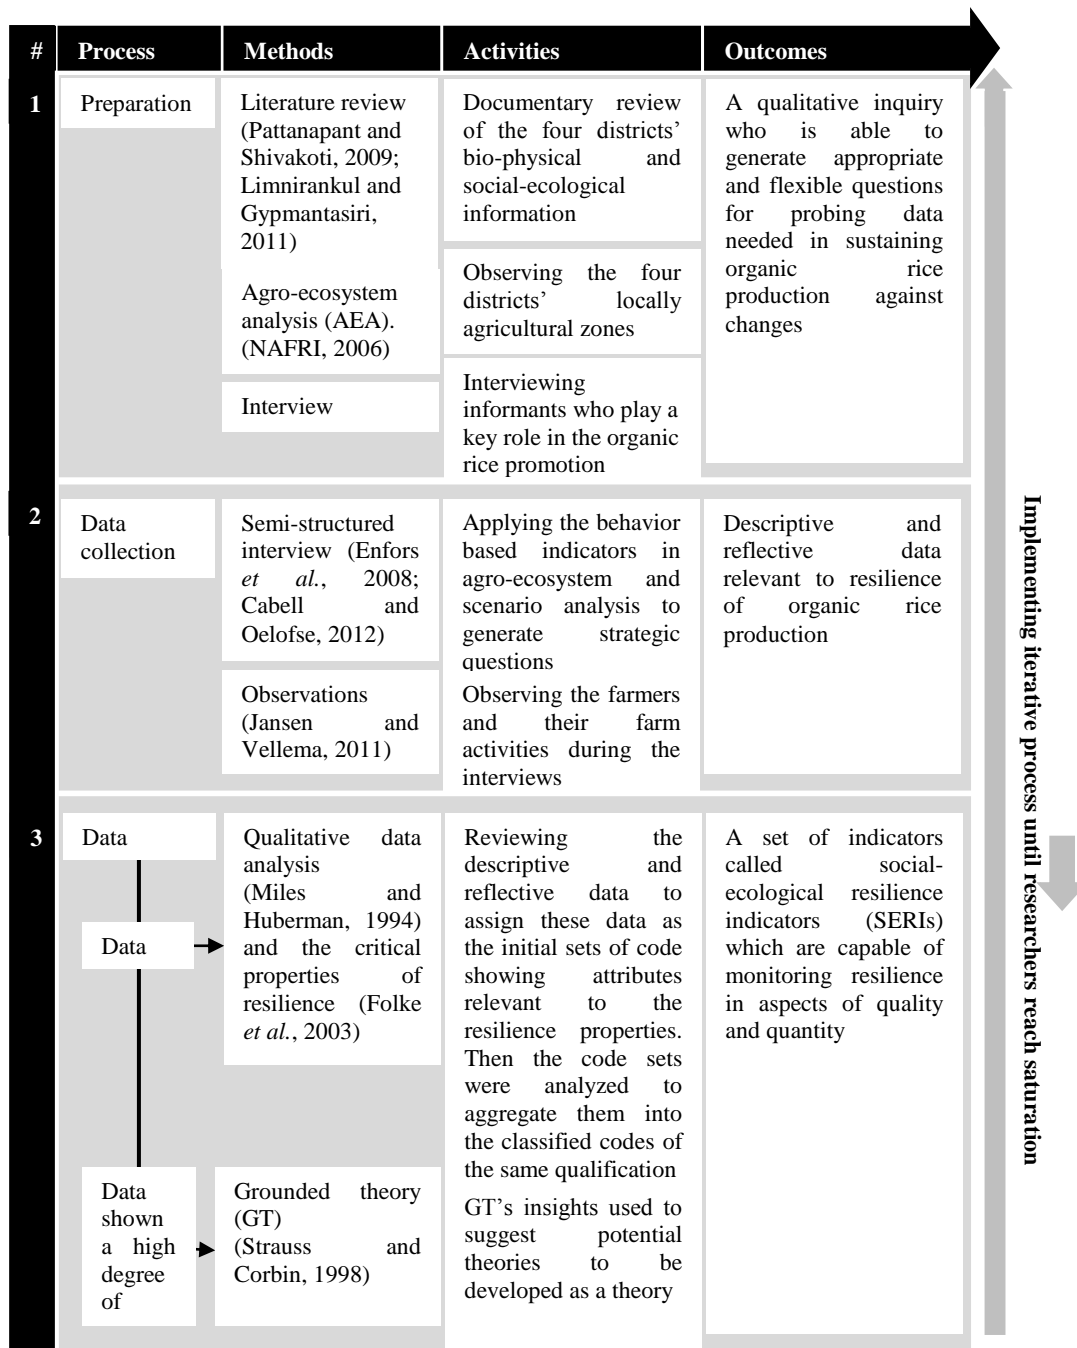 # Process Methods Activities Outcomes
1
Preparation
Literature review
(Pattanapant and
Shivakoti, 2009;
Limnirankul and
Gypmantasiri,
2011)
Agro-ecosystem
analysis (AEA).
(NAFRI, 2006)
Interview
Documentary review
of the four districts’
bio-physical and
social-ecological
information
Observing the four
districts’ locally
agricultural zones
Interviewing
informants who play a
key role in the organic
rice promotion
A qualitative inquiry
who is able to
generate appropriate
and flexible questions
for probing data
needed in sustaining
organic rice
production against
changes
2
Data
collection
Semi-structured
interview (Enfors
et al., 2008;
Cabell and
Oelofse, 2012)
Observations
(Jansen and
Vellema, 2011)
Applying the behavior
based indicators in
agro-ecosystem and
scenario analysis to
generate strategic
questions
Observing the farmers
and their farm
activities during the
interviews
Descriptive and
reflective data
relevant to resilience
of organic rice
production
3
Data
Data
Data
shown
a high
degree
of
Qualitative data
analysis
(Miles and
Huberman, 1994)
and the critical
properties of
resilience (Folke
et al., 2003)
Grounded theory
(GT)
(Strauss and
Corbin, 1998)
Reviewing the
descriptive and
reflective data to
assign these data as
the initial sets of code
showing attributes
relevant to the
resilience properties.
Then the code sets
were analyzed to
aggregate them into
the classified codes of
the same qualification
GT’s insights used to
suggest potential
theories to be
developed as a theory
A set of indicators
called social-
ecological resilience
indicators (SERIs)
which are capable of
monitoring resilience
in aspects of quality
and quantity
Implementing iterative process until researchers reach saturation